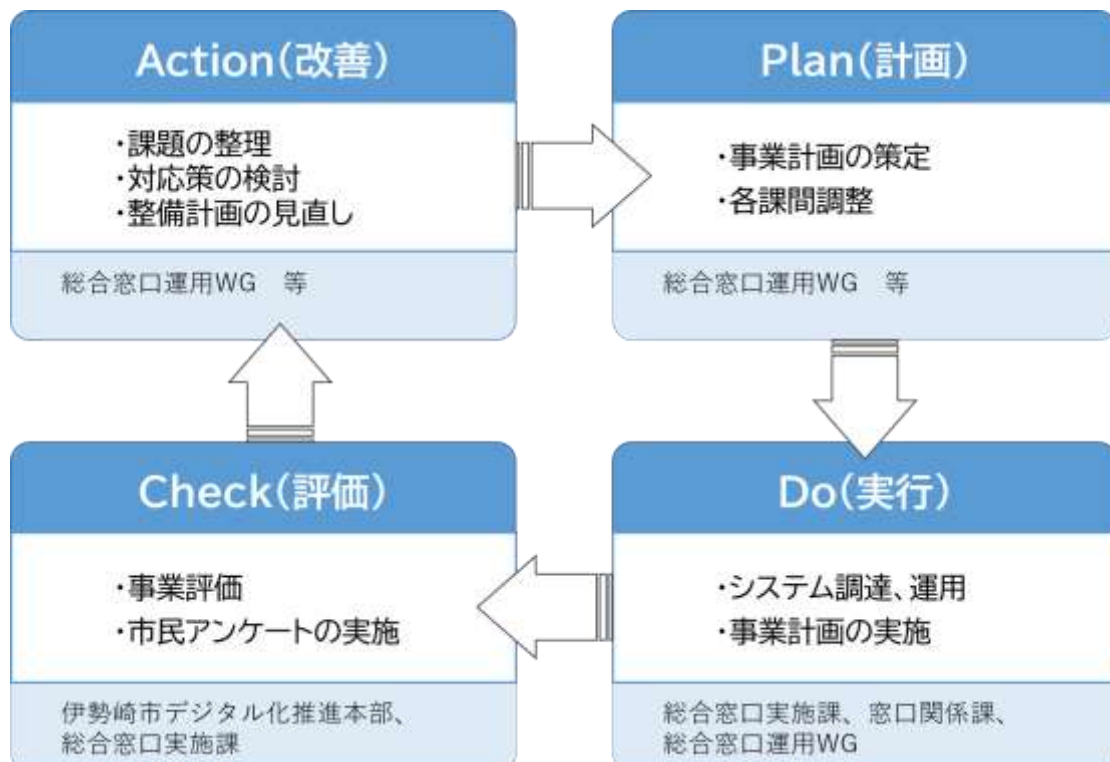 Action(改善)
・課題の整理
・対応策の検討
・整備計画の見直し
総合窓口運用WG　等
Plan(計画)
・事業計画の策定
・各課間調整
総合窓口運用WG　等
Check(評価)
・事業評価
・市民アンケートの実施
伊勢崎市デジタル化推進本部、
総合窓口実施課
Do(実行)
・システム調達、運用
・事業計画の実施
総合窓口実施課、窓口関係課、
総合窓口運用WG